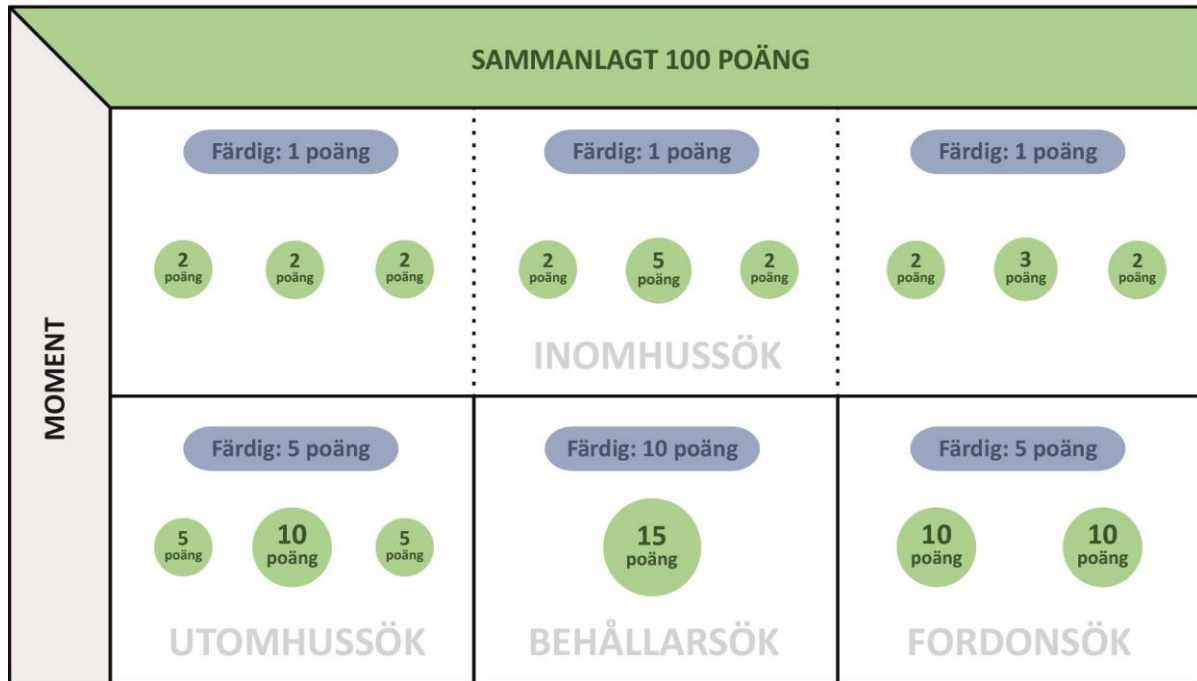 SAMMANLAGT 100 POÄNG
MOMENT
Färdig: 1 poäng
2
poäng
2
poäng
2
poäng
Färdig: 1 poäng
2
poäng
5
poäng
2
poäng
Färdig: 1 poäng
2
poäng
3
poäng
2
poäng
INOMHUSSÖK
Färdig: 5 poäng
5
poäng
10
poäng
5
poäng
UTOMHUSSÖK
Färdig: 10 poäng
15
poäng
BEHÅLLARSÖK
Färdig: 5 poäng
10
poäng
10
poäng
FORDONSÖK